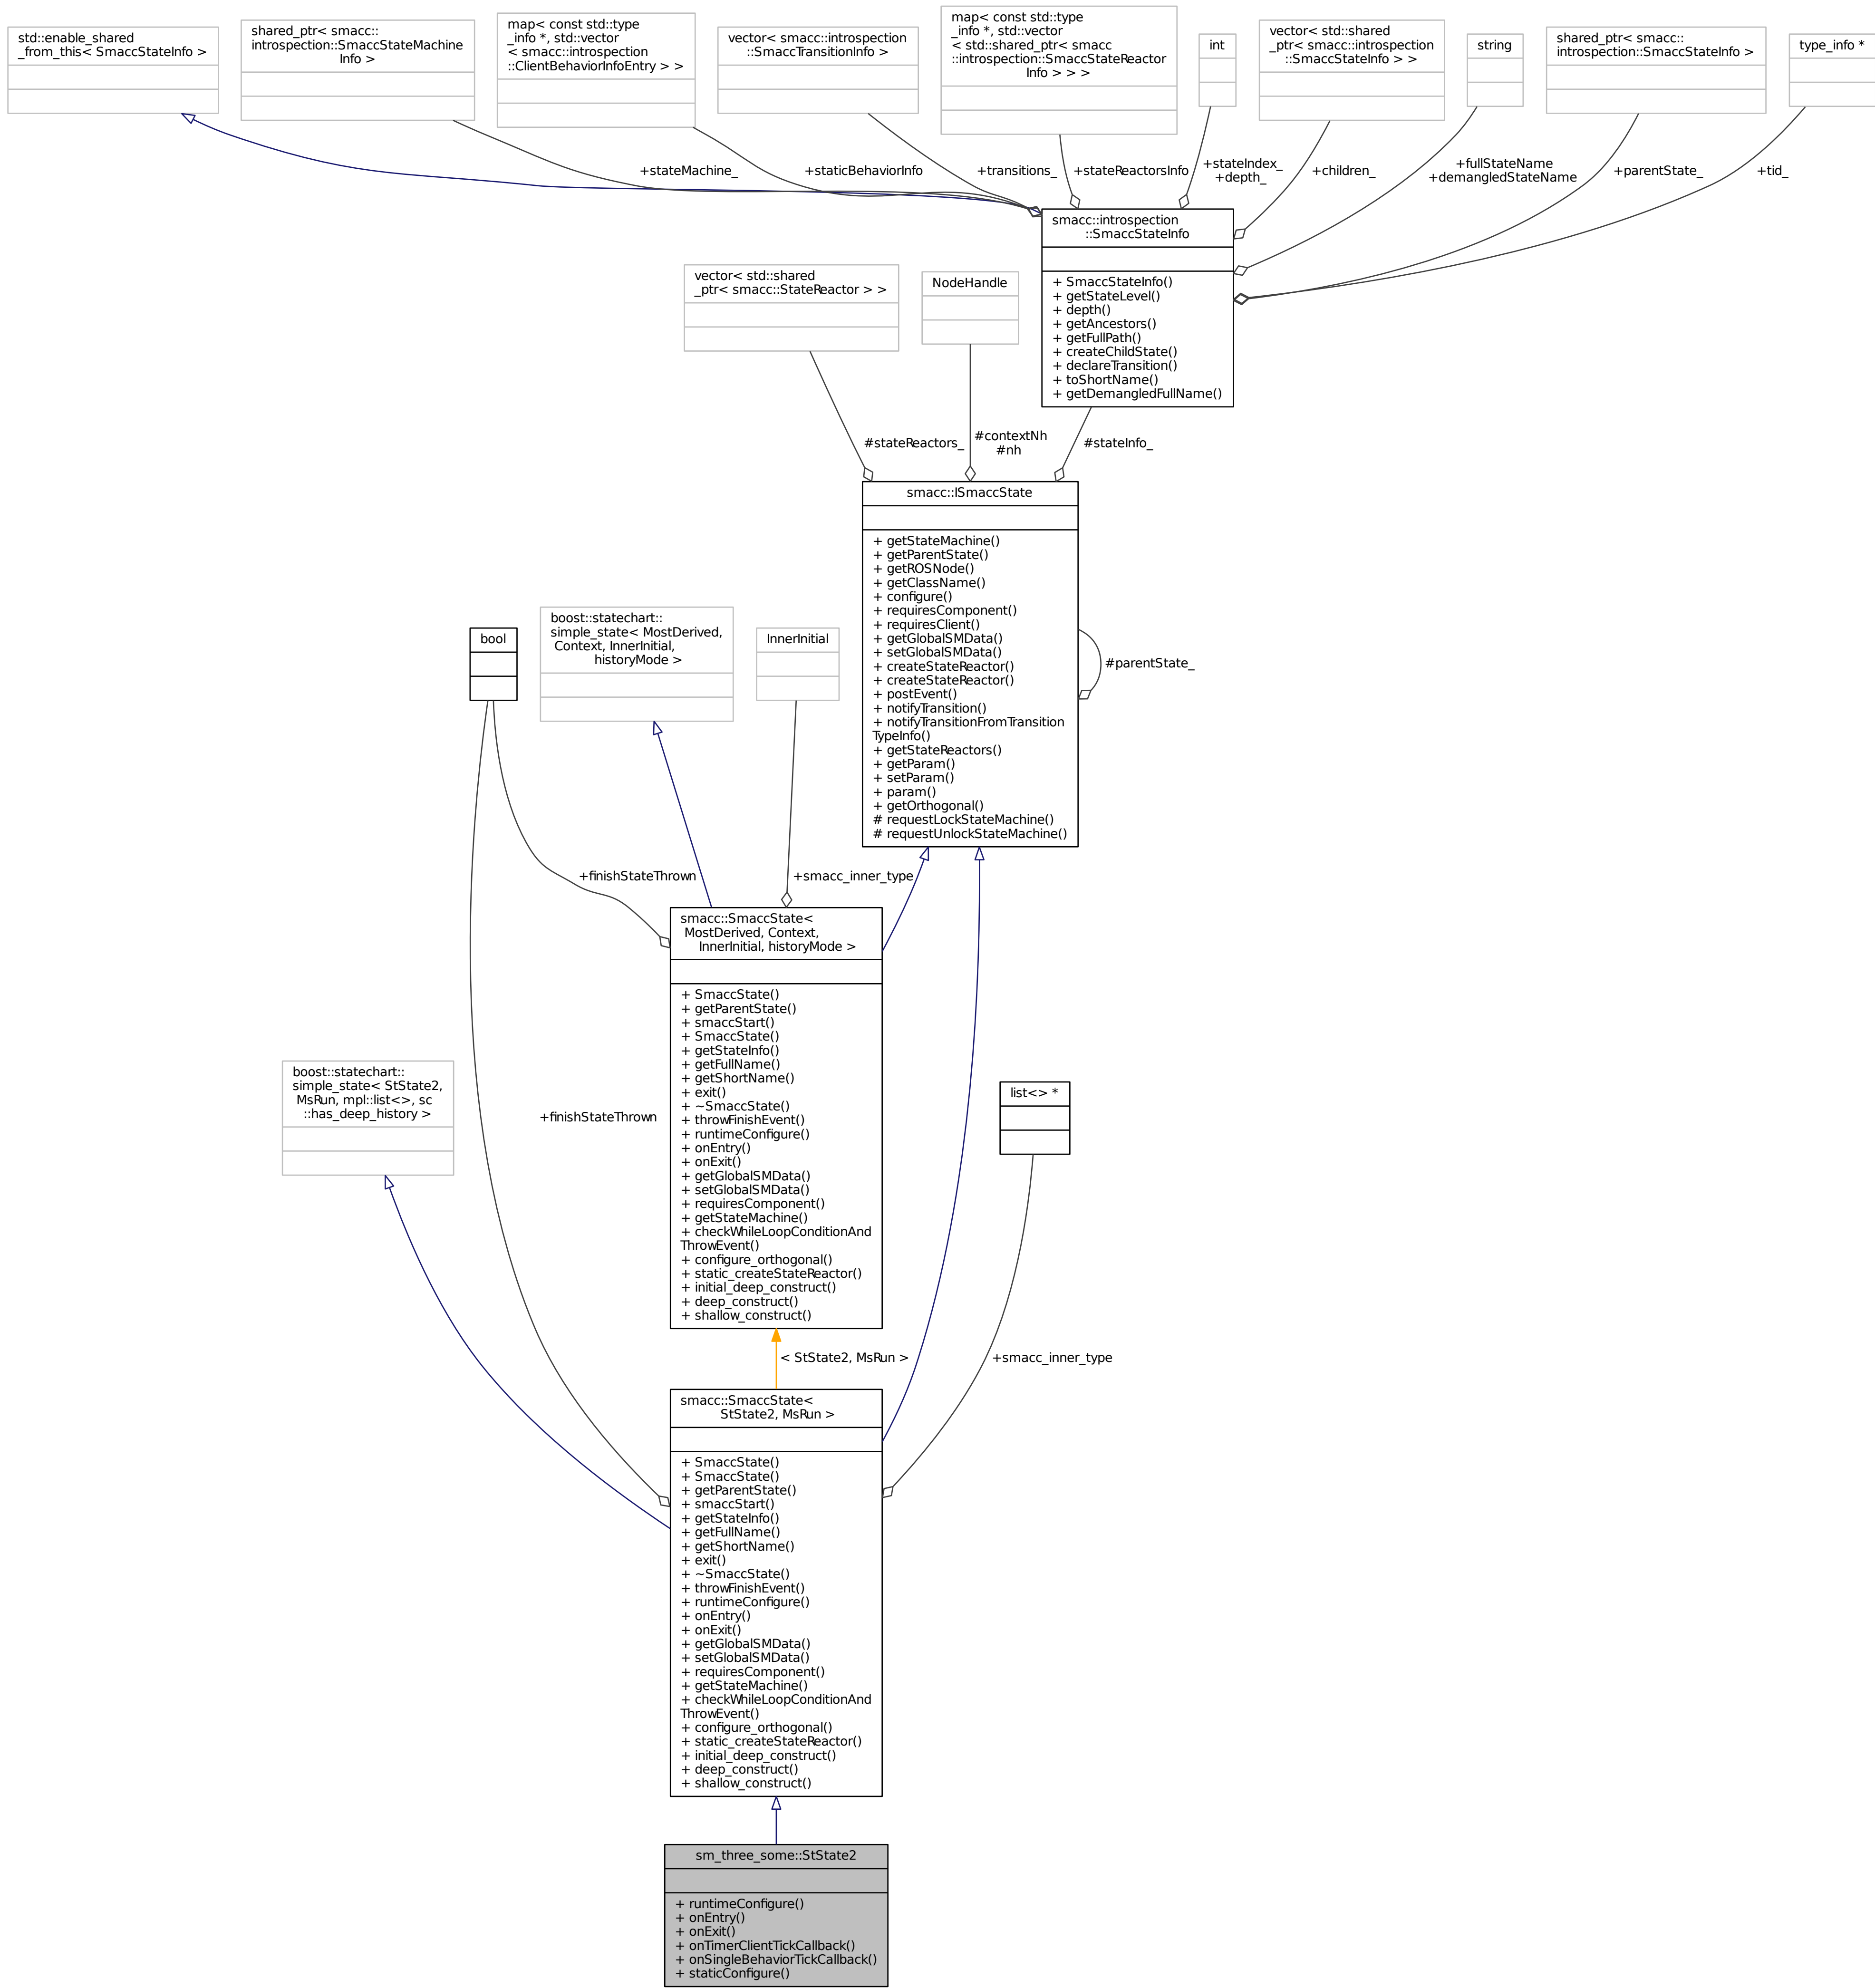 std::enable_shared
_from_this< SmaccStateInfo >
shared_ptr< smacc::
introspection::SmaccStateMachine
Info >
map< const std::type
_info *, std::vector
< smacc::introspection
::ClientBehaviorInfoEntry > >
vector< smacc::introspection
::SmaccTransitionInfo >
map< const std::type
_info *, std::vector
< std::shared_ptr< smacc
::introspection::SmaccStateReactor
Info > > >
int
vector< std::shared
_ptr< smacc::introspection
::SmaccStateInfo > >
string
shared_ptr< smacc::
introspection::SmaccStateInfo >
type_info *
+stateMachine_
+staticBehaviorInfo
+transitions_
+stateReactorsInfo
+stateIndex_
+depth_
+children_
+fullStateName
+demangledStateName
+parentState_
+tid_
smacc::introspection
::SmaccStateInfo
+ SmaccStateInfo()
+ getStateLevel()
+ depth()
+ getAncestors()
+ getFullPath()
+ createChildState()
+ declareTransition()
+ toShortName()
+ getDemangledFullName()
vector< std::shared
_ptr< smacc::StateReactor > >
NodeHandle
#stateReactors_
#contextNh
#nh
#stateInfo_
smacc::ISmaccState
+ getStateMachine()
+ getParentState()
+ getROSNode()
+ getClassName()
+ configure()
+ requiresComponent()
+ requiresClient()
+ getGlobalSMData()
+ setGlobalSMData()
+ createStateReactor()
+ createStateReactor()
+ postEvent()
+ notifyTransition()
+ notifyTransitionFromTransition
TypeInfo()
+ getStateReactors()
+ getParam()
+ setParam()
+ param()
+ getOrthogonal()
# requestLockStateMachine()
# requestUnlockStateMachine()
#parentState_
bool
boost::statechart::
simple_state< MostDerived,
Context, InnerInitial,
historyMode >
InnerInitial
+finishStateThrown
+smacc_inner_type
smacc::SmaccState<
MostDerived, Context,
InnerInitial, historyMode >
+ SmaccState()
+ getParentState()
+ smaccStart()
+ SmaccState()
+ getStateInfo()
+ getFullName()
+ getShortName()
+ exit()
+ ~SmaccState()
+ throwFinishEvent()
+ runtimeConfigure()
+ onEntry()
+ onExit()
+ getGlobalSMData()
+ setGlobalSMData()
+ requiresComponent()
+ getStateMachine()
+ checkWhileLoopConditionAnd
ThrowEvent()
+ configure_orthogonal()
+ static_createStateReactor()
+ initial_deep_construct()
+ deep_construct()
+ shallow_construct()
boost::statechart::
simple_state< StState2,
MsRun, mpl::list<>, sc
::has_deep_history >
+finishStateThrown
list<> *
< StState2, MsRun >
+smacc_inner_type
smacc::SmaccState<
StState2, MsRun >
+ SmaccState()
+ SmaccState()
+ getParentState()
+ smaccStart()
+ getStateInfo()
+ getFullName()
+ getShortName()
+ exit()
+ ~SmaccState()
+ throwFinishEvent()
+ runtimeConfigure()
+ onEntry()
+ onExit()
+ getGlobalSMData()
+ setGlobalSMData()
+ requiresComponent()
+ getStateMachine()
+ checkWhileLoopConditionAnd
ThrowEvent()
+ configure_orthogonal()
+ static_createStateReactor()
+ initial_deep_construct()
+ deep_construct()
+ shallow_construct()
sm_three_some::StState2
+ runtimeConfigure()
+ onEntry()
+ onExit()
+ onTimerClientTickCallback()
+ onSingleBehaviorTickCallback()
+ staticConfigure()